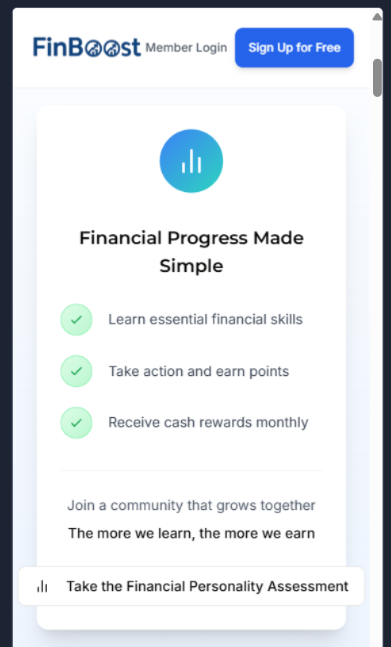 FinBoost Member Login Sign Up for Free
Financial Progress Made
Simple
Learn essential financial skills
Take action and earn points
Receive cash rewards monthly
Join a community that grows together
The more we learn, the more we earn
Take the Financial Personality Assessment